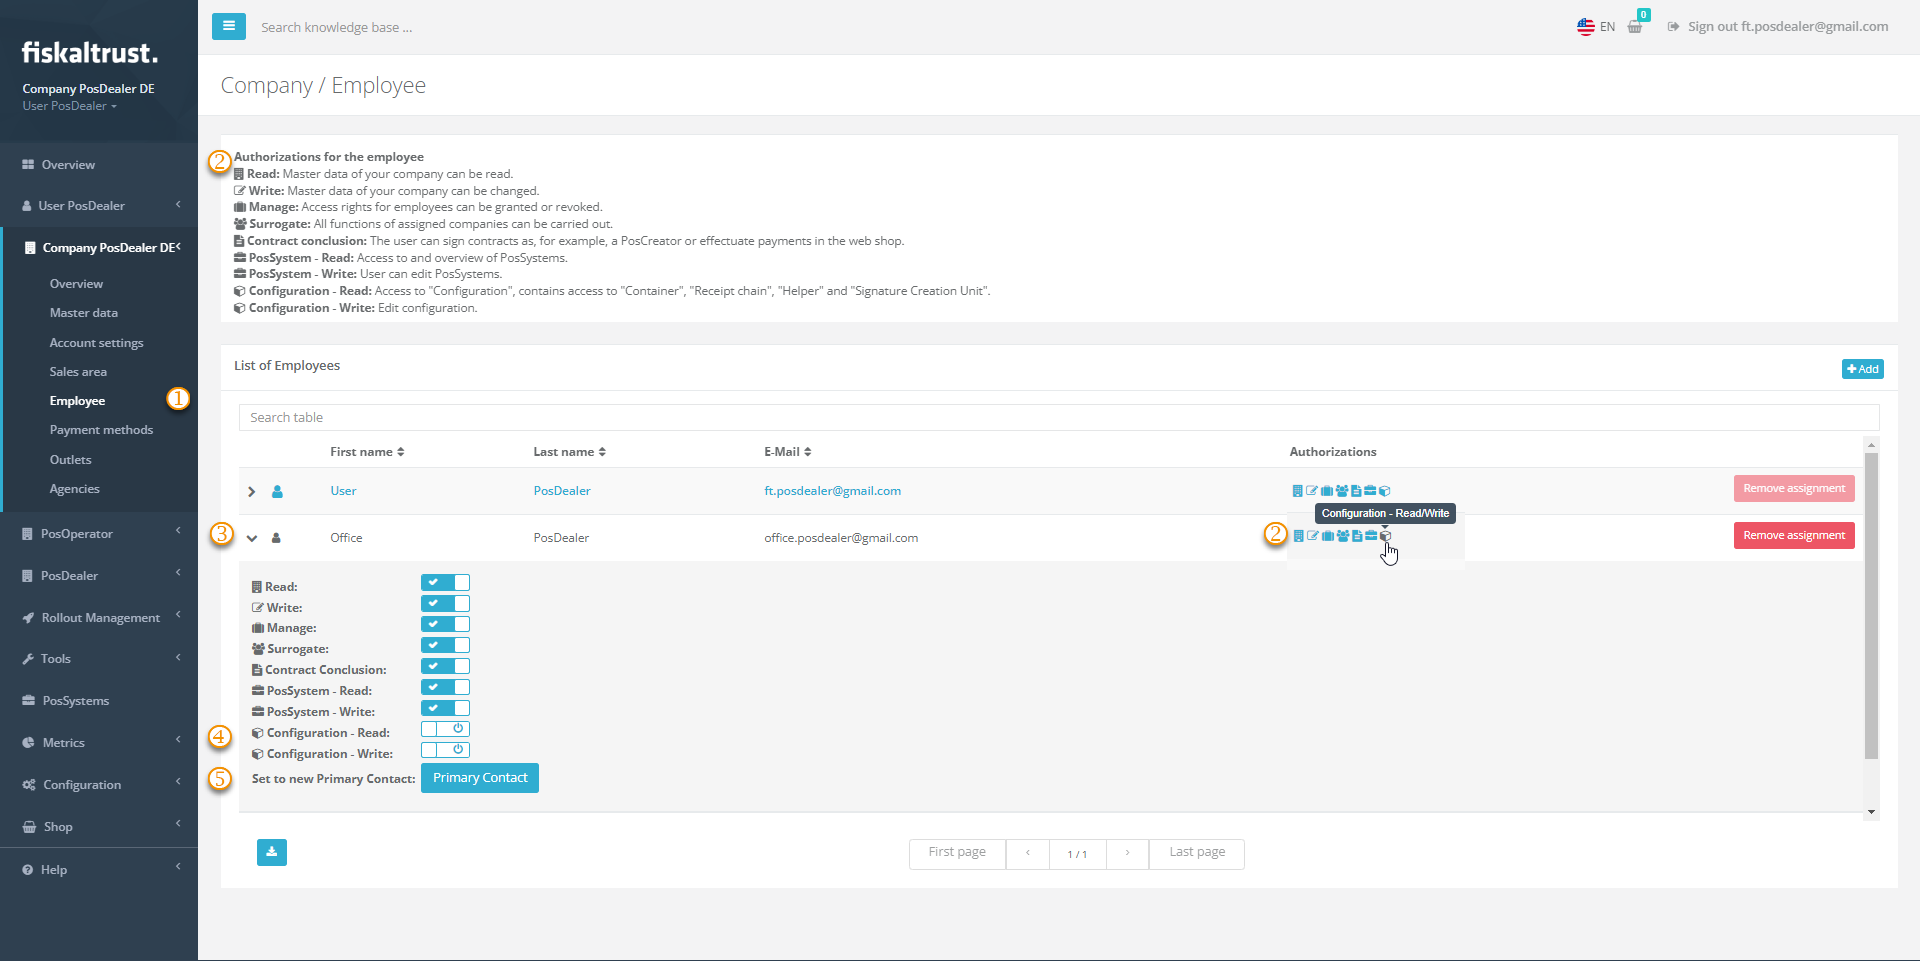 fiskaltrust.
Company PosDealer DE
User PosDealer
Overview
User PosDealer
Company PosDealer DE
Overview
Master data
Account settings
Sales area
Employee
1
Payment methods
Outlets
Agencies
PosOperator
PosDealer
Rollout Management
Tools
PosSystems
Metrics
Configuration
Shop
Help
Search knowledge base ...
EN
0
Sign out ft.posdealer@gmail.com
Company / Employee
2
Authorizations for the employee
Read: Master data of your company can be read.
Write: Master data of your company can be changed.
Manage: Access rights for employees can be granted or revoked.
Surrogate: All functions of assigned companies can be carried out.
Contract conclusion: The user can sign contracts as, for example, a PosCreator or effectuate payments in the web shop.
PosSystem - Read: Access to and overview of PosSystems.
PosSystem - Write: User can edit PosSystems.
Configuration - Read: Access to "Configuration", contains access to "Container", "Receipt chain", "Helper" and "Signature Creation Unit".
Configuration - Write: Edit configuration.
List of Employees
Add
Search table
First name Last name E-Mail Authorizations
User PosDealer ft.posdealer@gmail.com Remove assignment
Configuration - Read/Write
3 Office PosDealer office.posdealer@gmail.com 2 Remove assignment
Read:
Write:
Manage:
Surrogate:
Contract Conclusion:
PosSystem - Read:
PosSystem - Write:
4 Configuration - Read:
Configuration - Write:
5 Set to new Primary Contact: Primary Contact
First page ‹ 1 / 1 › Last page